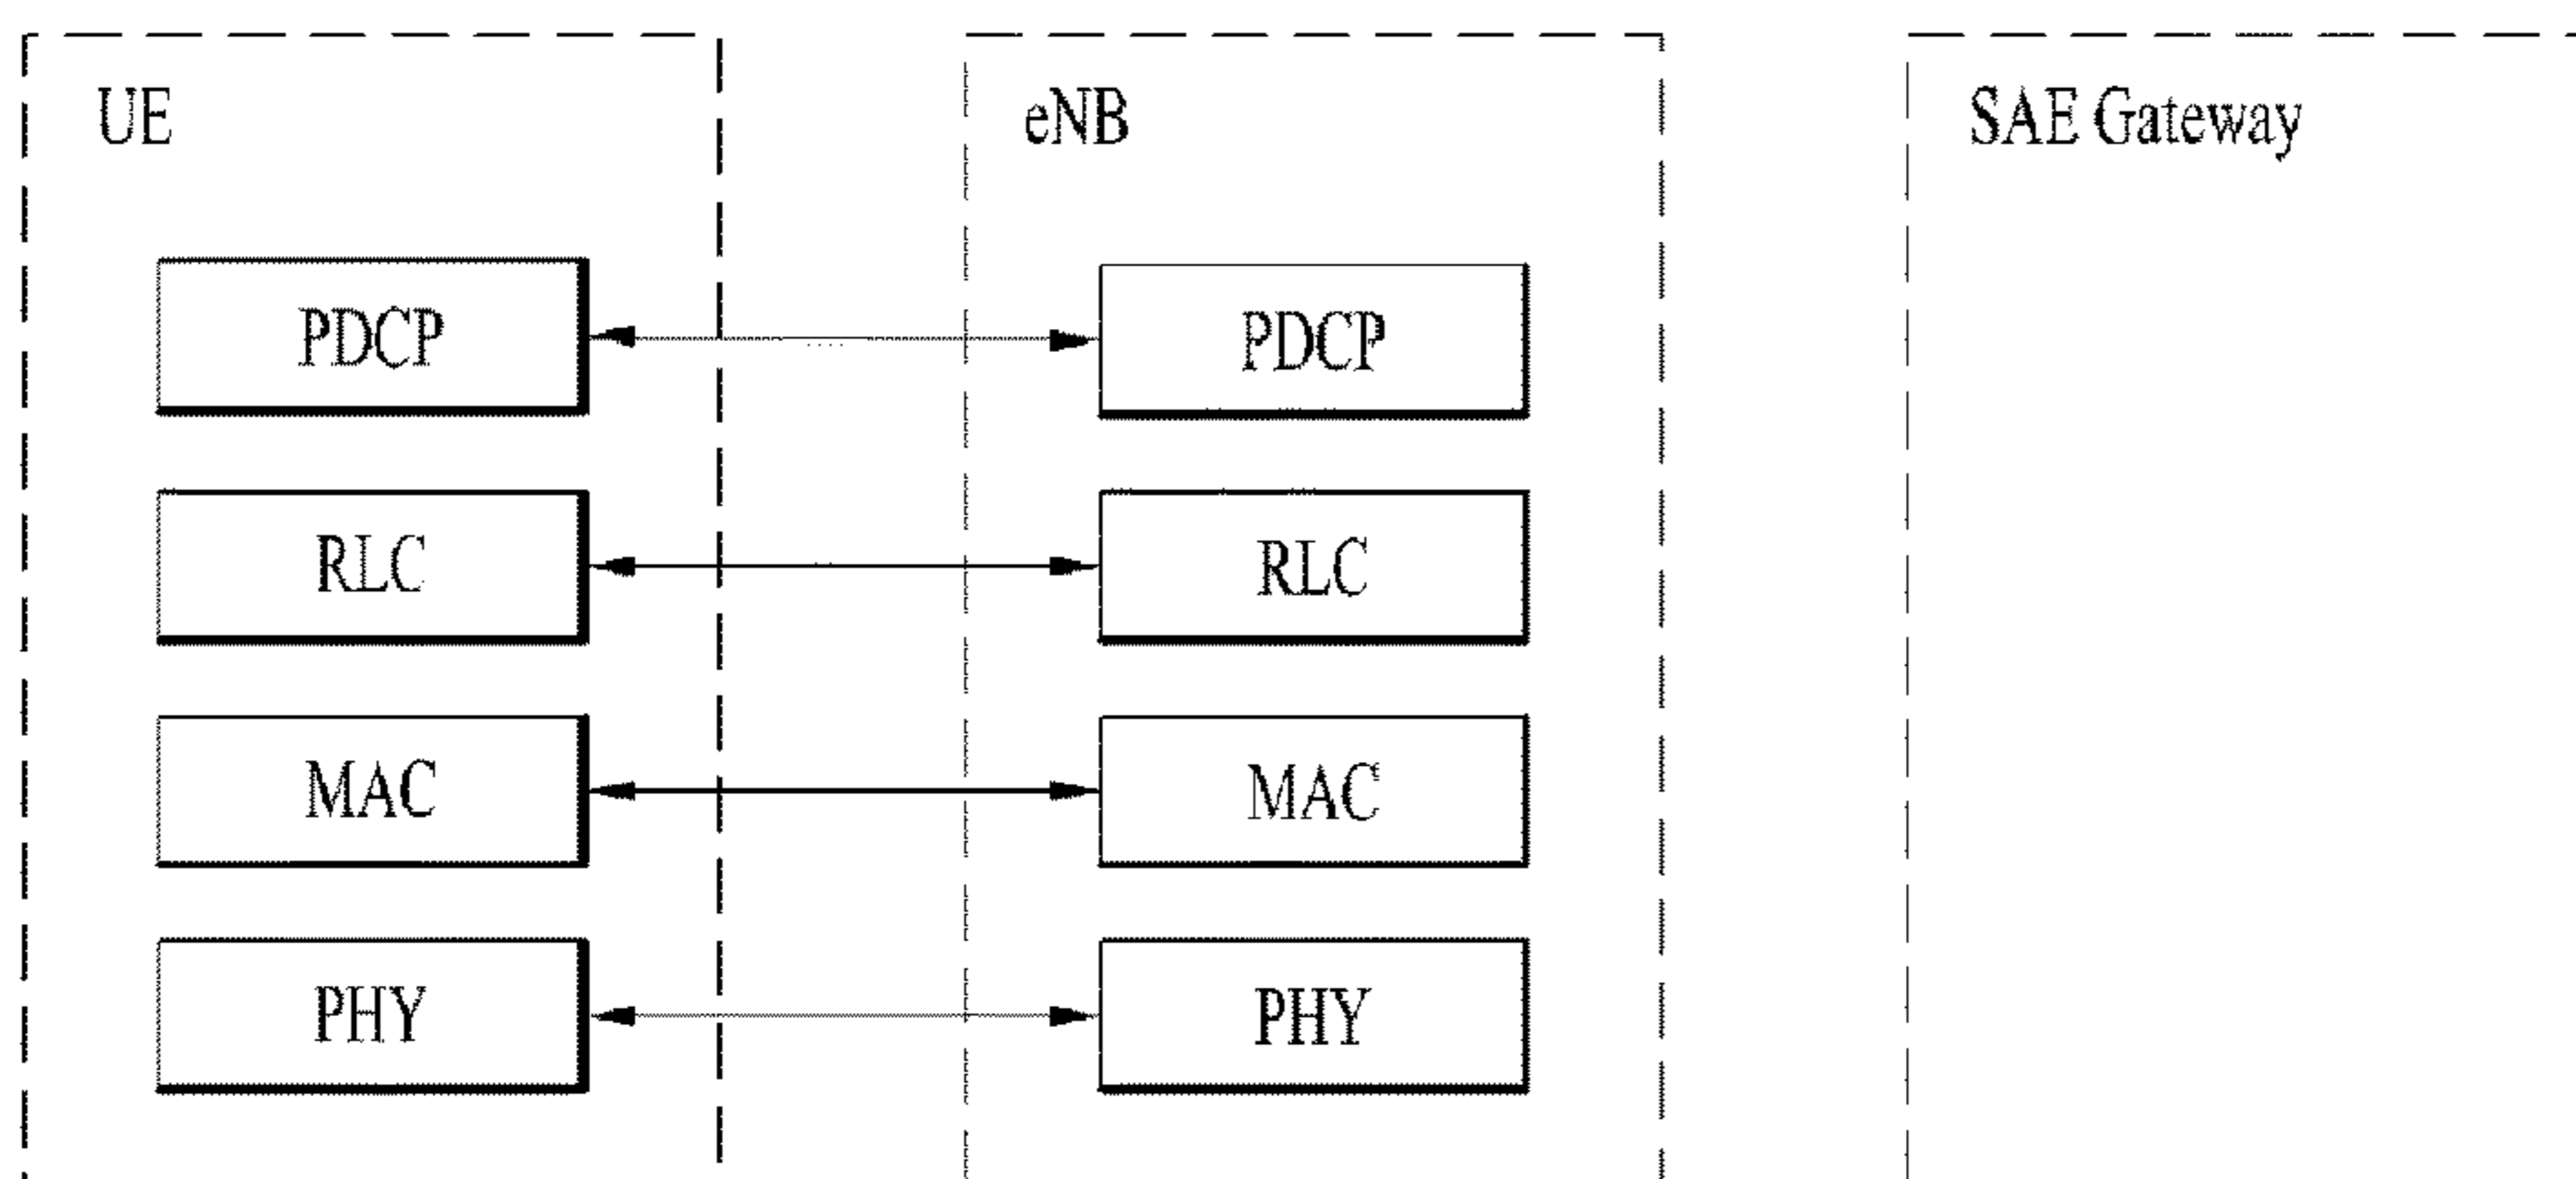 UE
eNB
SAE Gateway
PDCP
PDCP
RLC
RLC
MAC
MAC
PHY
PHY